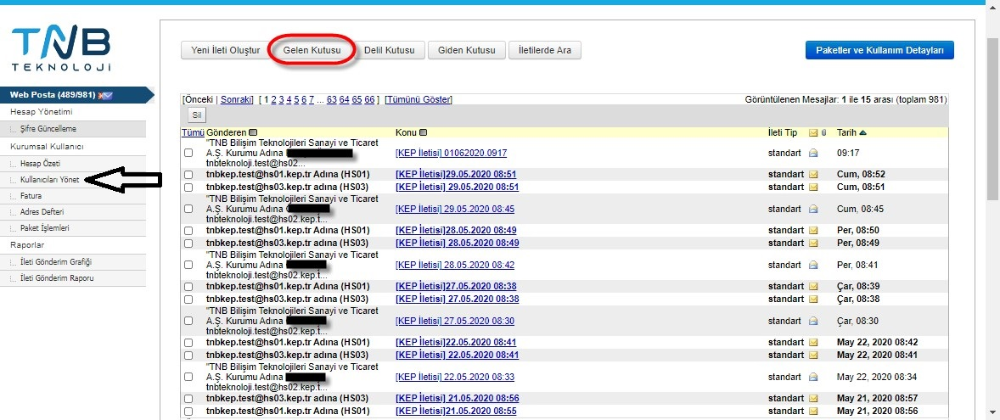 TNB
TEKNOLOJİ
Web Posta (489/981)
Hesap Yönetimi
Şifre Güncelleme
Kurumsal Kullanıcı
Hesap Özeti
Kullanıcıları Yönet
Fatura
Adres Defteri
Paket İşlemleri
Raporlar
İleti Gönderim Grafiği
İleti Gönderim Raporu
Yeni İleti Oluştur Gelen Kutusu Delil Kutusu Giden Kutusu İletilerde Ara
Paketler ve Kullanım Detayları
[Önceki | Sonraki] [ 1 2 3 4 5 6 7 ... 63 64 65 66 ] [Tümünü Göster] Görüntülenen Mesajlar: 1 ile 15 arası (toplam 981)
Sil
Tümü Gönderen Konu İleti Tip Tarih
"TNB Bilişim Teknolojileri Sanayi ve Ticaret
A.Ş. Kurumu Adına [KEP İletisi] 01062020.0917 standart 09:17
tnbteknoloji.test@hs02...
tnbkep.test@hs01.kep.tr Adına (HS01) [KEP İletisi]29.05.2020 08:51 standart Cum, 08:52
tnbkep.test@hs03.kep.tr adına (HS03) [KEP İletisi] 29.05.2020 08:51 standart Cum, 08:51
"TNB Bilişim Teknolojileri Sanayi ve Ticaret
A.Ş. Kurumu Adına [KEP İletisi] 29.05.2020 08:45 standart Cum, 08:45
tnbteknoloji.test@hs02.kep.t...
tnbkep.test@hs01.kep.tr Adına (HS01) [KEP İletisi]28.05.2020 08:49 standart Per, 08:50
tnbkep.test@hs03.kep.tr adına (HS03) [KEP İletisi] 28.05.2020 08:49 standart Per, 08:49
"TNB Bilişim Teknolojileri Sanayi ve Ticaret
A.Ş. Kurumu Adına [KEP İletisi] 28.05.2020 08:42 standart Per, 08:41
tnbteknoloji.test@hs02.kep.t...
tnbkep.test@hs01.kep.tr Adına (HS01) [KEP İletisi]27.05.2020 08:38 standart Çar, 08:39
tnbkep.test@hs03.kep.tr adına (HS03) [KEP İletisi] 27.05.2020 08:38 standart Çar, 08:38
"TNB Bilişim Teknolojileri Sanayi ve Ticaret
A.Ş. Kurumu Adına [KEP İletisi] 27.05.2020 08:30 standart Çar, 08:30
tnbteknoloji.test@hs02.kep.t...
tnbkep.test@hs01.kep.tr Adına (HS01) [KEP İletisi]22.05.2020 08:41 standart May 22, 2020 08:42
tnbkep.test@hs03.kep.tr adına (HS03) [KEP İletisi] 22.05.2020 08:41 standart May 22, 2020 08:41
"TNB Bilişim Teknolojileri Sanayi ve Ticaret
A.Ş. Kurumu Adına [KEP İletisi] 22.05.2020 08:33 standart May 22, 2020 08:34
tnbteknoloji.test@hs02.kep.t...
tnbkep.test@hs03.kep.tr adına (HS03) [KEP İletisi] 21.05.2020 08:56 standart May 21, 2020 08:57
tnbkep.test@hs01.kep.tr Adına (HS01) [KEP İletisi]21.05.2020 08:55 standart May 21, 2020 08:56